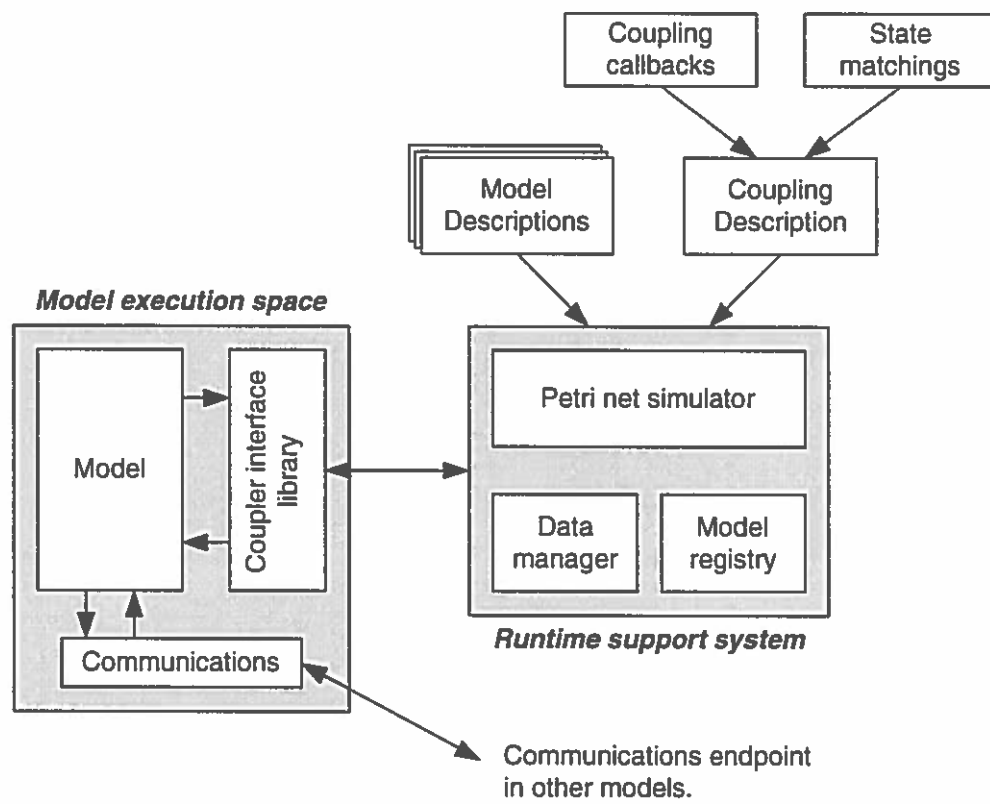 Coupling
callbacks
State
matchings
Model
Descriptions
Coupling
Description
Model execution space
Model
Coupler interface
library
Petri net simulator
Data
manager
Model
registry
Runtime support system
Communications
Communications endpoint
in other models.